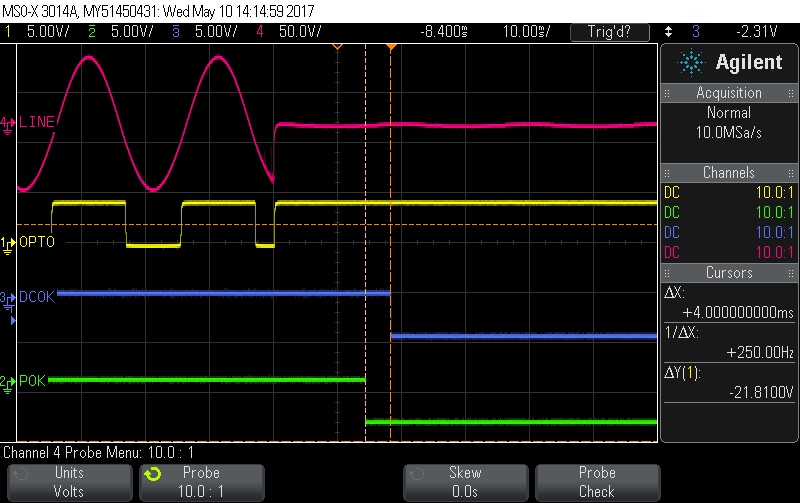 MSO-X 3014A, MY51450431: Wed May 10 14:14:59 2017
1 5.00V/ 2 5.00V/ 3 5.00V/ 4 50.0V/ -8.400ms 10.00ms/ Trig'd? 3 -2.31V
Agilent
Acquisition
Normal
10.0MSa/s
Channels
DC 10.0:1
DC 10.0:1
DC 10.0:1
DC 10.0:1
Cursors
ΔX:
+4.000000000ms
1/ΔX:
+250.00Hz
ΔY(1):
-21.8100V
4 LINE
1 OPTO
3 DCOK
2 POK
Channel 4 Probe Menu: 10.0 : 1
Units
Volts
Probe
10.0 : 1
Skew
0.0s
Probe
Check